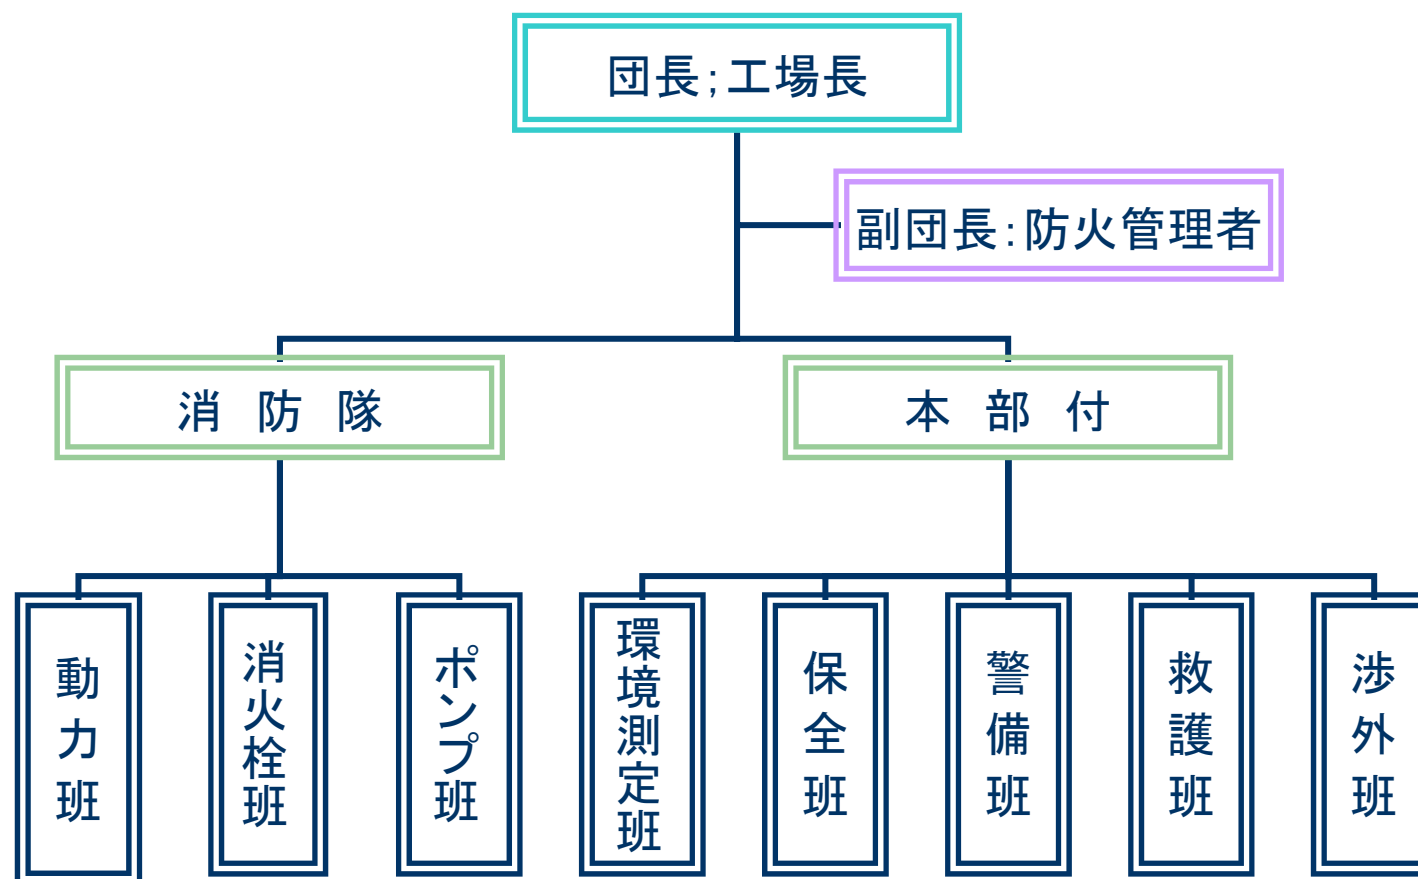 団長;工場長
副団長:防火管理者
消 防 隊
本 部 付
動力班
消火栓班
ポンプ班
環境測定班
保全班
警備班
救護班
渉外班